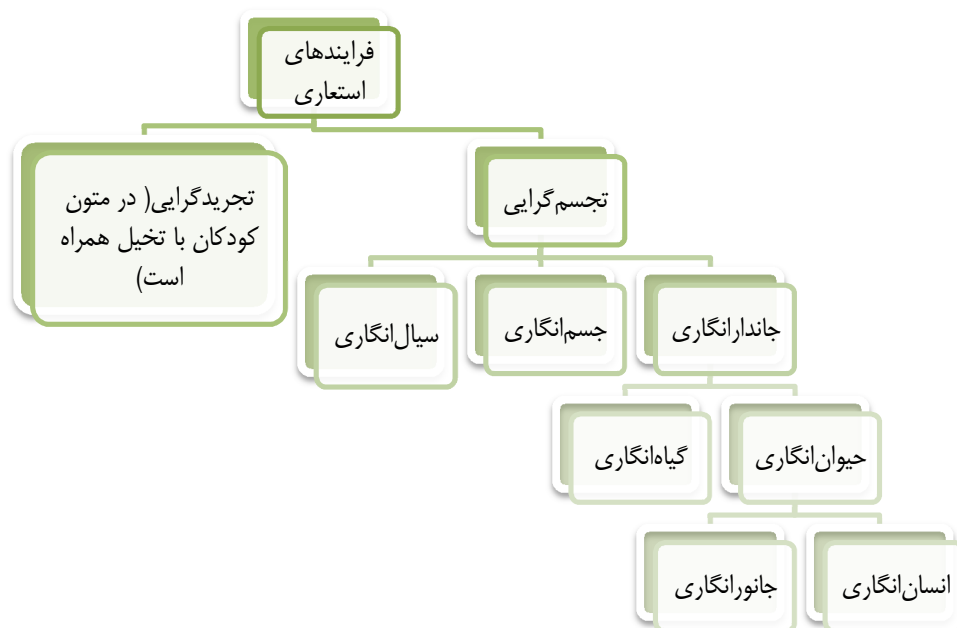 فرایندهای
استعاری
تجسم‌گرایی
تجریدگرایی( در متون
کودکان با تخیل همراه
است)
جاندارانگاری
جسم‌انگاری
سیال‌انگاری
حیوان‌انگاری
گیاه‌انگاری
انسان‌انگاری
جانورانگاری